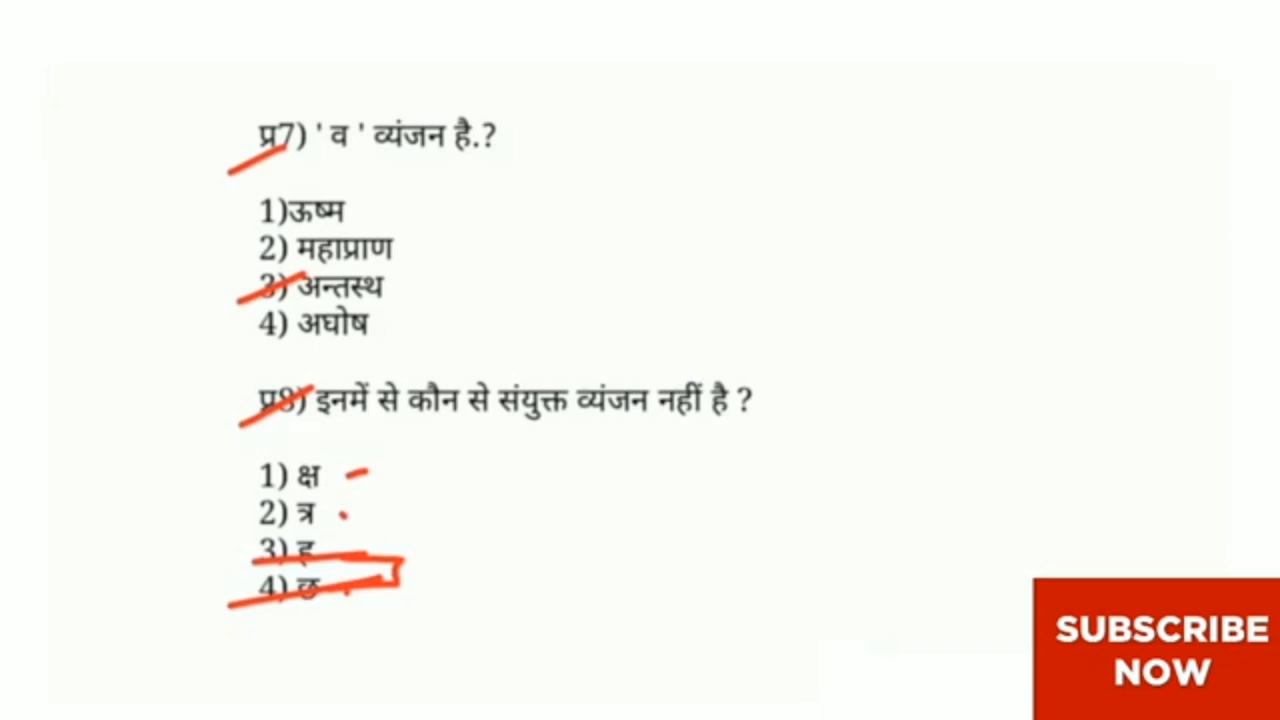 प्र7) ' व ' व्यंजन है.?
1)ऊष्म
2) महाप्राण
3) अन्तस्थ
4) अघोष
प्र8) इनमें से कौन से संयुक्त व्यंजन नहीं है ?
1) क्ष
2) त्र
3) ह
4) छ
SUBSCRIBE
NOW